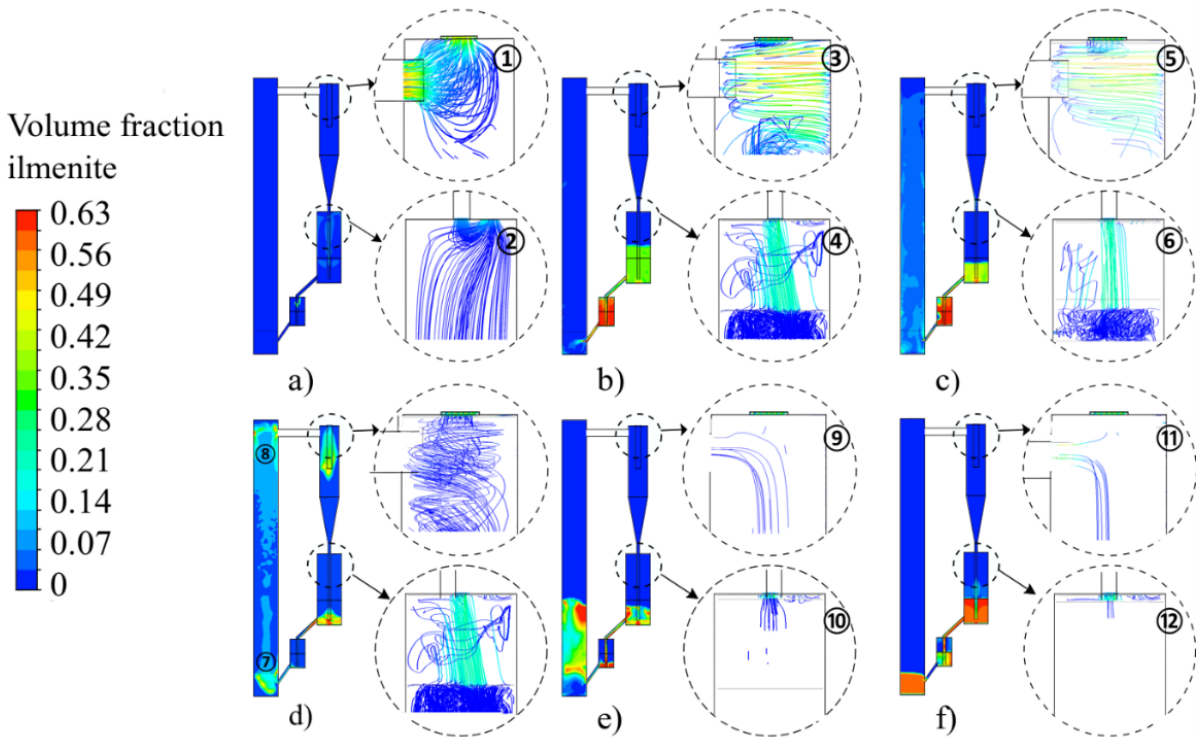 Volume fraction
ilmenite
0.63
0.56
0.49
0.42
0.35
0.28
0.21
0.14
0.07
0
①
②
a)
③
④
b)
⑤
⑥
c)
⑧
⑦
d)
⑨
⑩
e)
⑪
⑫
f)